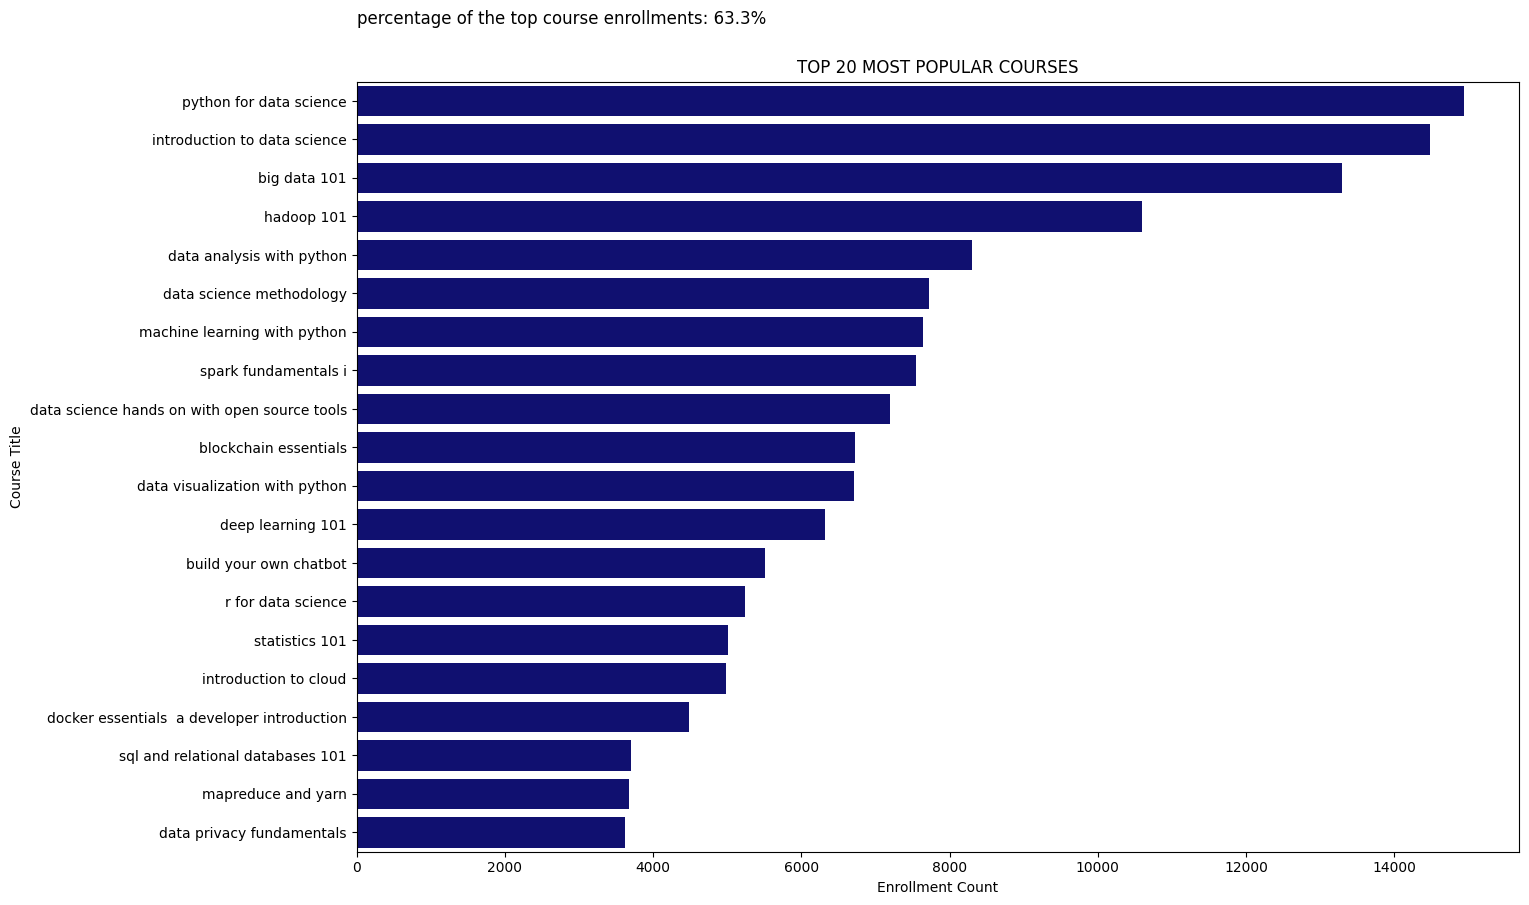 percentage of the top course enrollments: 63.3%
TOP 20 MOST POPULAR COURSES
Course Title
python for data science
introduction to data science
big data 101
hadoop 101
data analysis with python
data science methodology
machine learning with python
spark fundamentals i
data science hands on with open source tools
blockchain essentials
data visualization with python
deep learning 101
build your own chatbot
r for data science
statistics 101
introduction to cloud
docker essentials  a developer introduction
sql and relational databases 101
mapreduce and yarn
data privacy fundamentals
0 2000 4000 6000 8000 10000 12000 14000
Enrollment Count